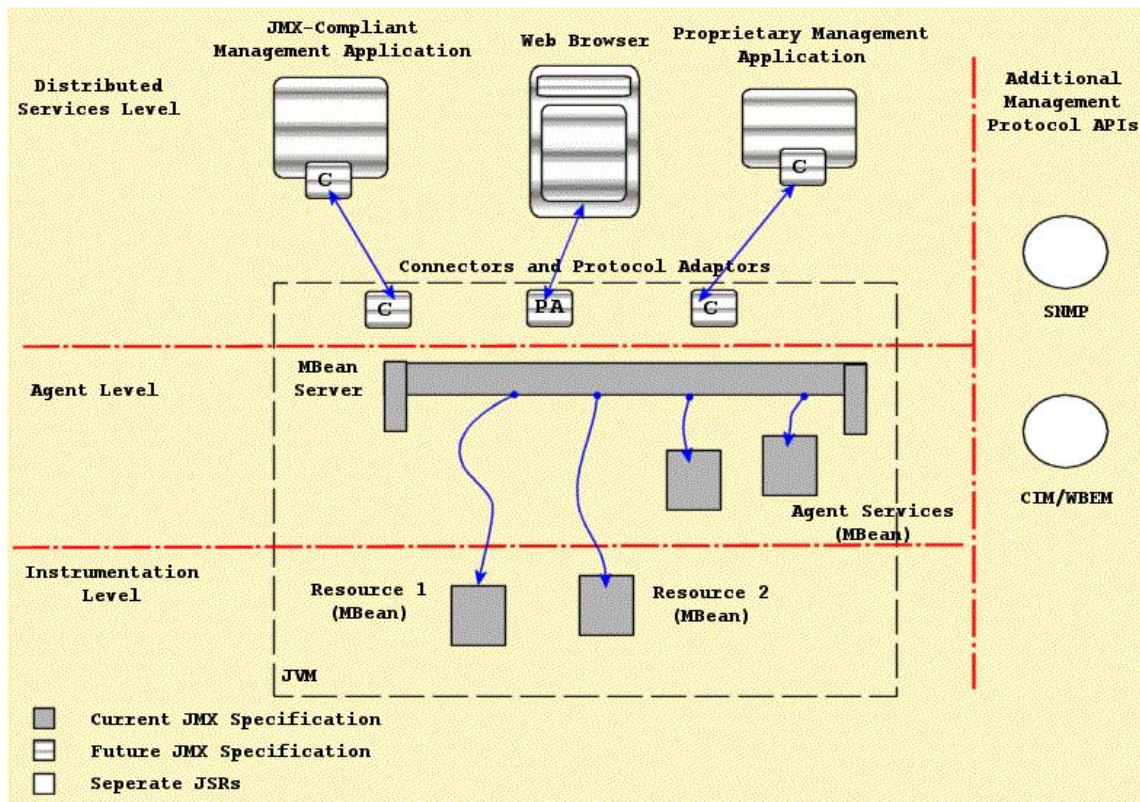 JMX-Compliant
Management Application
Web Browser
Proprietary Management
Application
Distributed
Services Level
Additional
Management
Protocol APIs
C
C
Connectors and Protocol Adaptors
C
PA
C
SNMP
MBean
Server
Agent Level
CIM/WBEM
Agent Services
(MBean)
Instrumentation
Level
Resource 1
(MBean)
Resource 2
(MBean)
JVM
Current JMX Specification
Future JMX Specification
Seperate JSRs